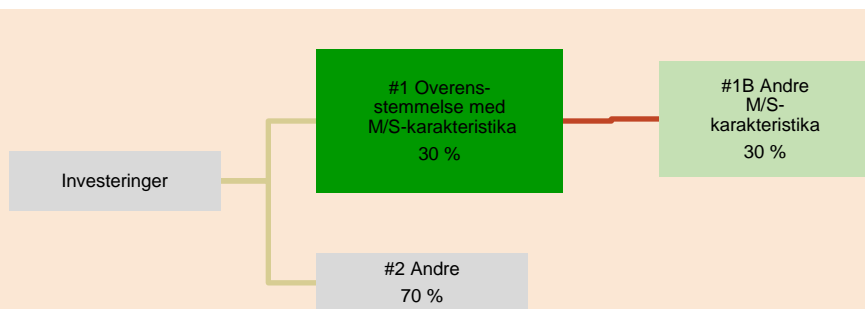 Investeringer
#1 Overens-
stemmelse med
M/S-karakteristika
30 %
#1B Andre
M/S-
karakteristika
30 %
#2 Andre
70 %